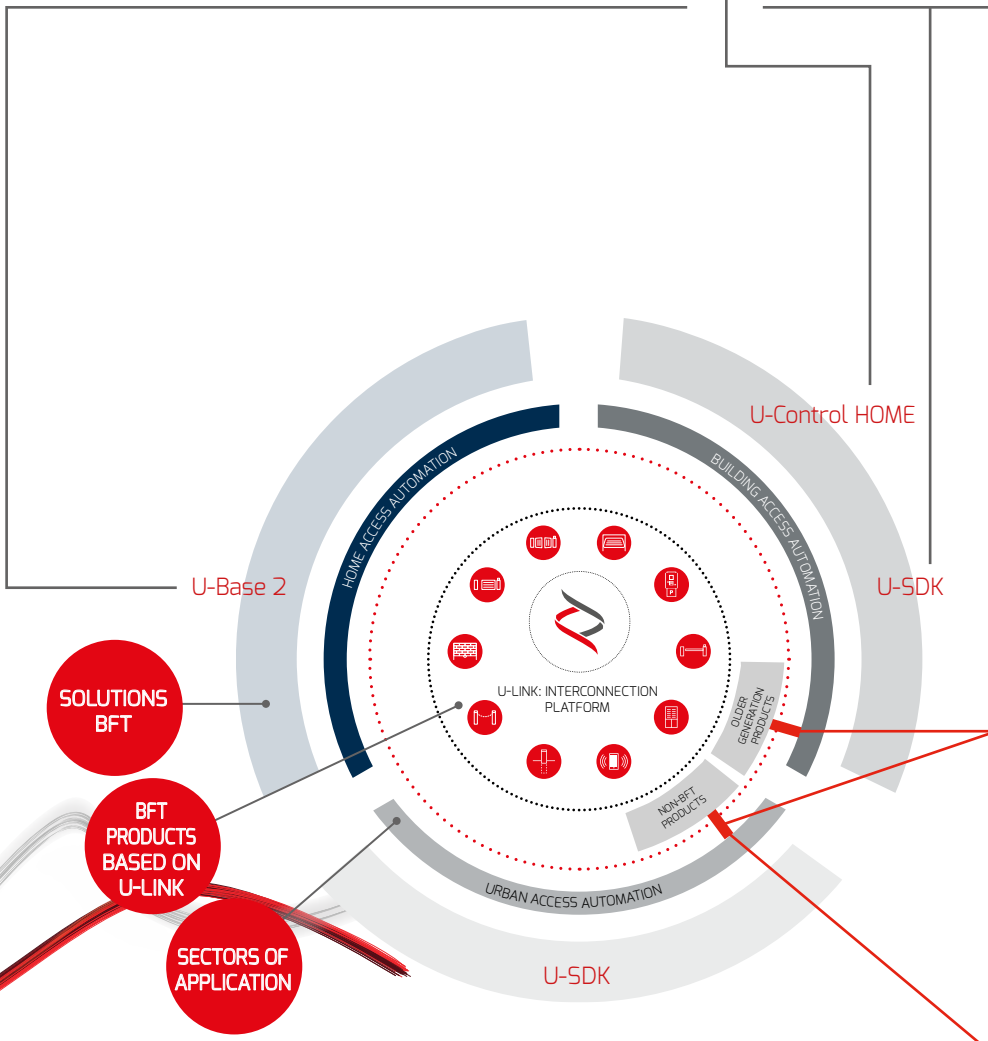 U-Control HOME
HOME ACCESS AUTOMATION
BUILDING ACCESS AUTOMATION
U-Base 2
U-SDK
P
U-LINK: INTERCONNECTION
PLATFORM
OLDER
GENERATION
PRODUCTS
SOLUTIONS
BFT
NON-BFT
PRODUCTS
BFT
PRODUCTS
BASED ON
U-LINK
URBAN ACCESS AUTOMATION
SECTORS OF
APPLICATION
U-SDK